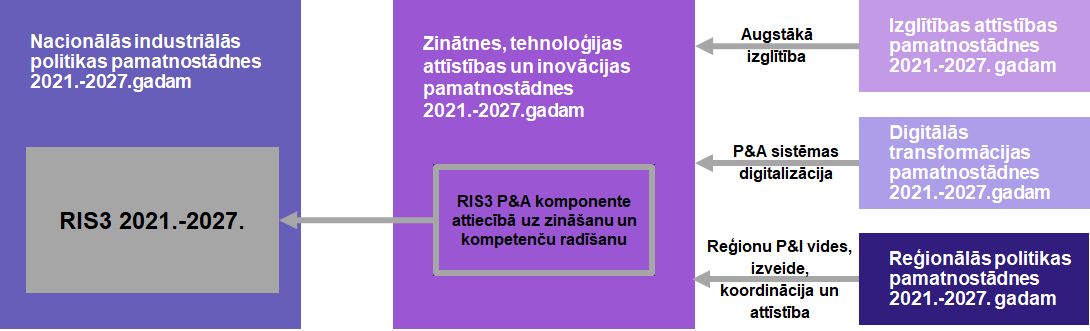 Nacionālās industriālās
politikas pamatnostādnes
2021.-2027.gadam
RIS3 2021.-2027.
Zinātnes, tehnoloģijas
attīstības un inovācijas
pamatnostādnes
2021.-2027.gadam
RIS3 P&A komponente
attiecībā uz zināšanu un
kompetenču radīšanu
Augstākā
izglītība
P&A sistēmas
digitalizācija
Reģionu P&I vides,
izveide,
koordinācija un
attīstība
Izglītības attīstības
pamatnostādnes
2021.-2027. gadam
Digitālās
transformācijas
pamatnostādnes
2021.-2027.gadam
Reģionālās politikas
pamatnostādnes
2021.-2027. gadam